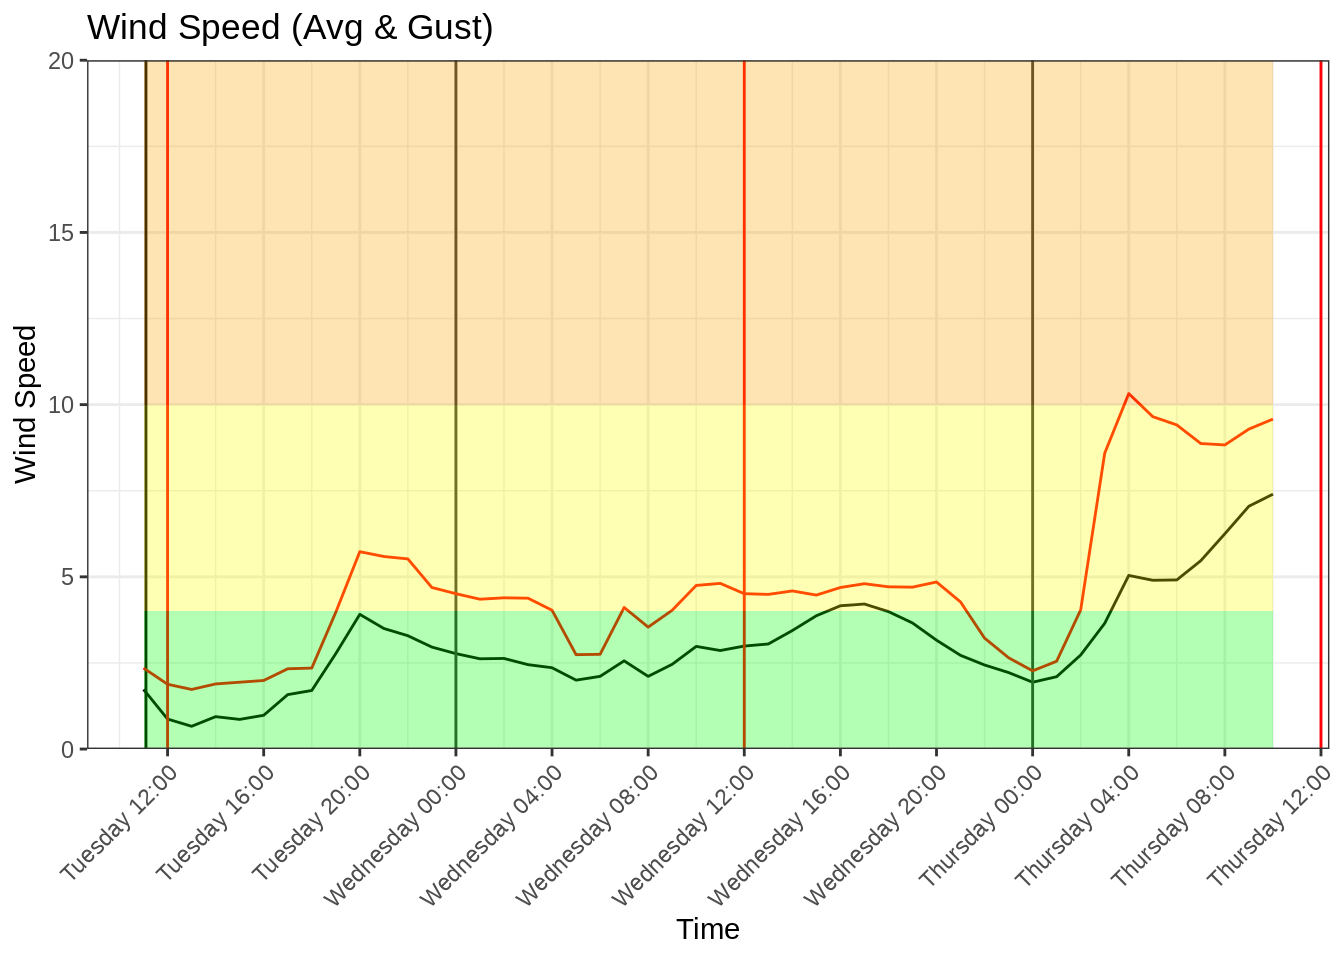 Wind Speed (Avg & Gust)
20
15
10
5
0
Wind Speed
Tuesday 12:00
Tuesday 16:00
Tuesday 20:00
Wednesday 00:00
Wednesday 04:00
Wednesday 08:00
Wednesday 12:00
Wednesday 16:00
Wednesday 20:00
Thursday 00:00
Thursday 04:00
Thursday 08:00
Thursday 12:00
Time